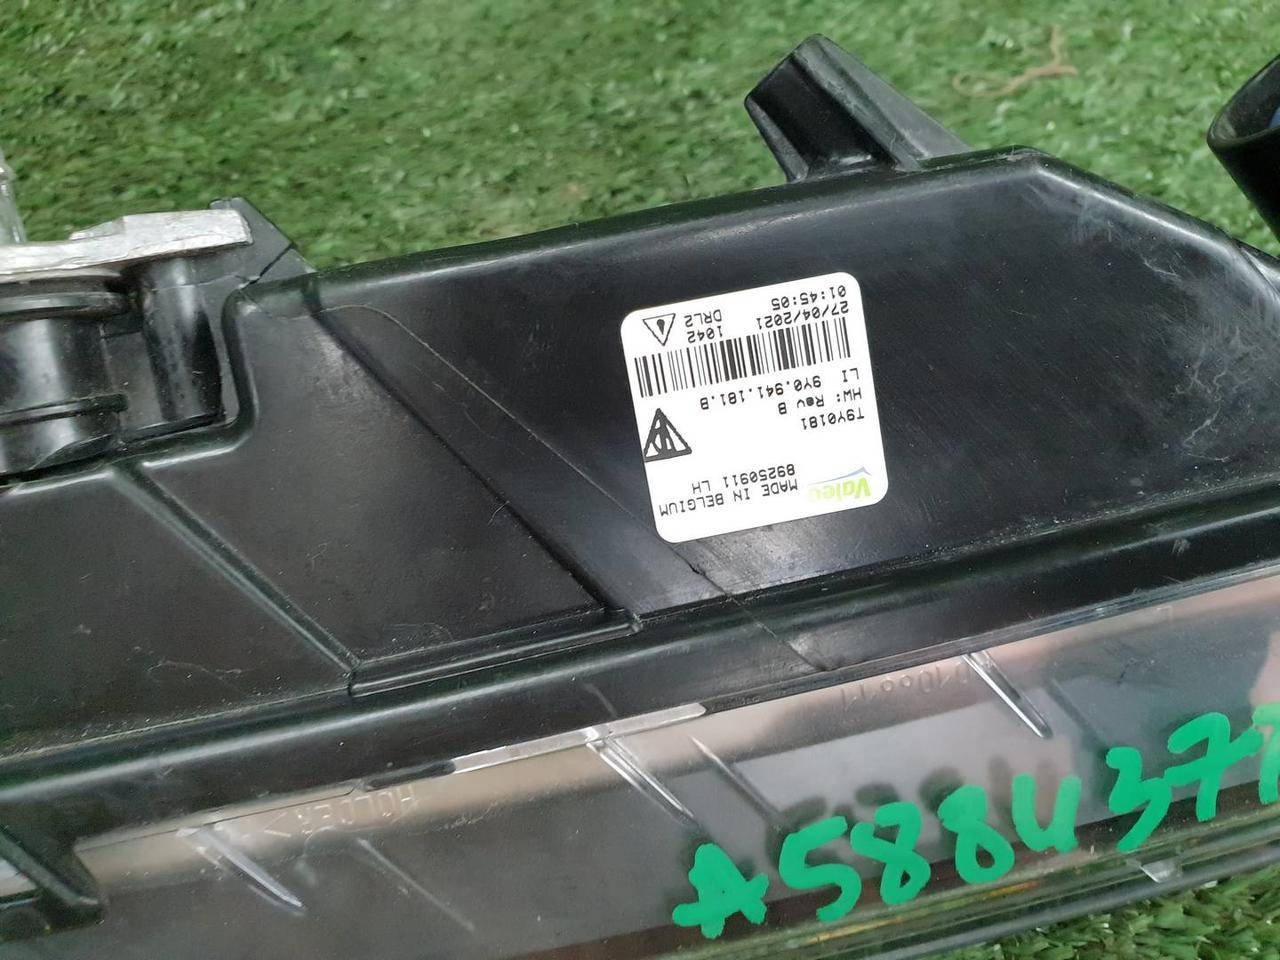 Valeo
MADE IN BELGIUM
89250911 LH
T9Y0181
HW: Rev B
LI 9Y0.941.181.B
27/04/2021 1042
01:45:05 DRL2
A588U37